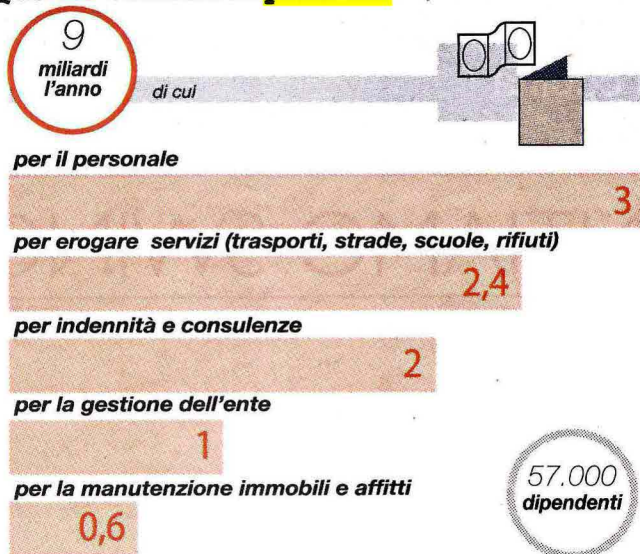 9
miliardi
l'anno
di cui
per il personale
3
per erogare servizi (trasporti, strade, scuole, rifiuti)
2,4
per indennità e consulenze
2
per la gestione dell'ente
1
per la manutenzione immobili e affitti
0,6
57.000
dipendenti